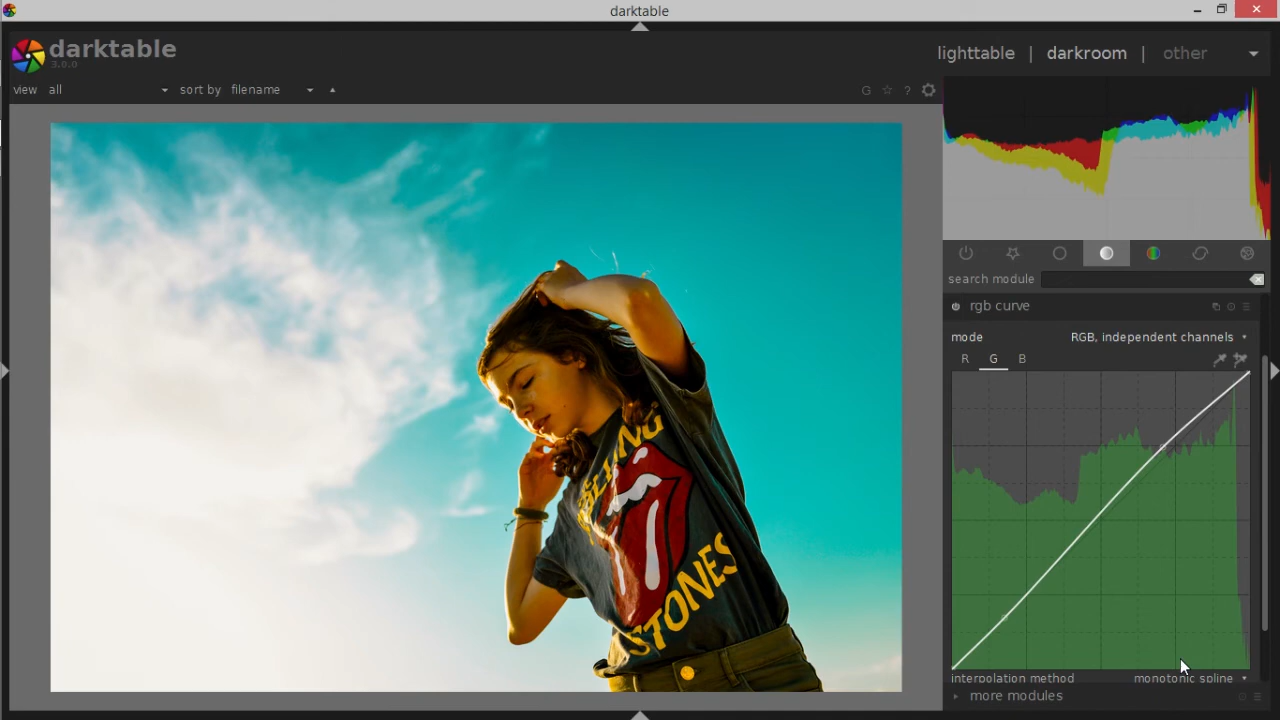 darktable
darktable
3.0.0
lighttable | darkroom | other
view all sort by filename
G ☆ ?
search module
rgb curve
mode RGB, independent channels
R G B
ROLLING
STONES
interpolation method monotonic spline
more modules